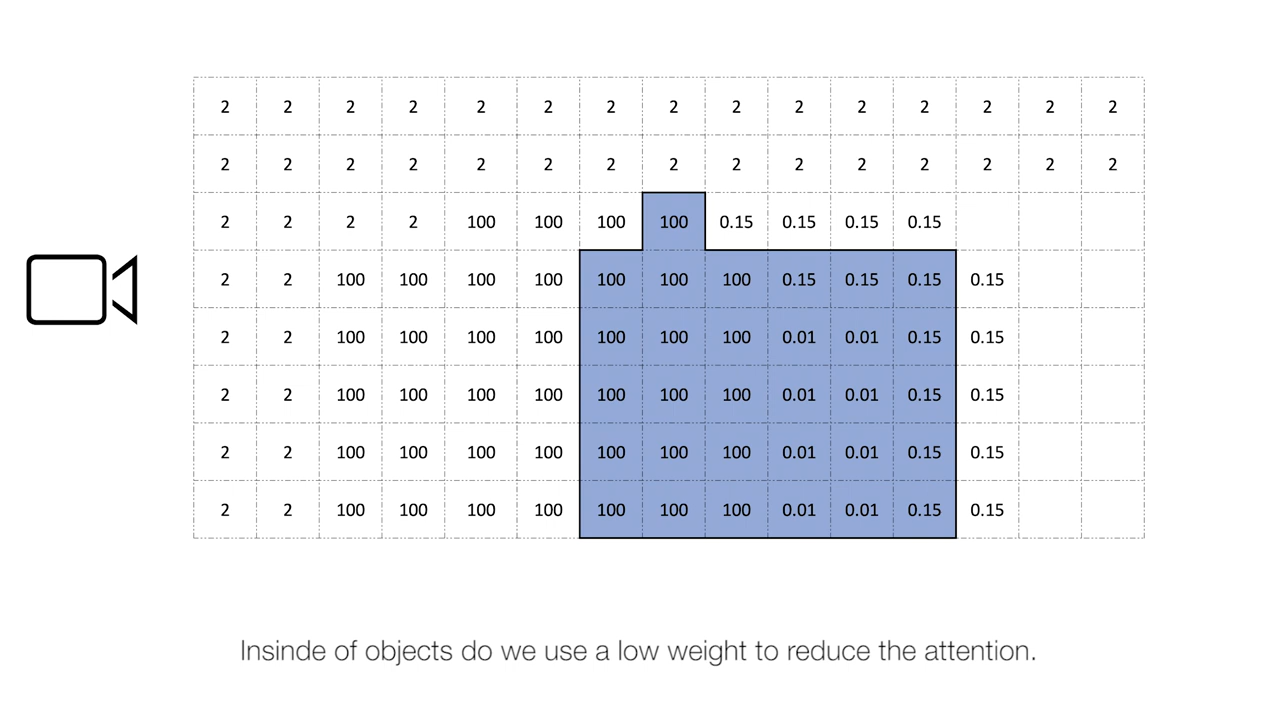 2 2 2 2 2 2 2 2 2 2 2 2 2 2 2
2 2 2 2 2 2 2 2 2 2 2 2 2 2 2
2 2 2 2 100 100 100 100 0.15 0.15 0.15 0.15
2 2 100 100 100 100 100 100 100 0.15 0.15 0.15 0.15
2 2 100 100 100 100 100 100 100 0.01 0.01 0.15 0.15
2 2 100 100 100 100 100 100 100 0.01 0.01 0.15 0.15
2 2 100 100 100 100 100 100 100 0.01 0.01 0.15 0.15
2 2 100 100 100 100 100 100 100 0.01 0.01 0.15 0.15
Insinde of objects do we use a low weight to reduce the attention.